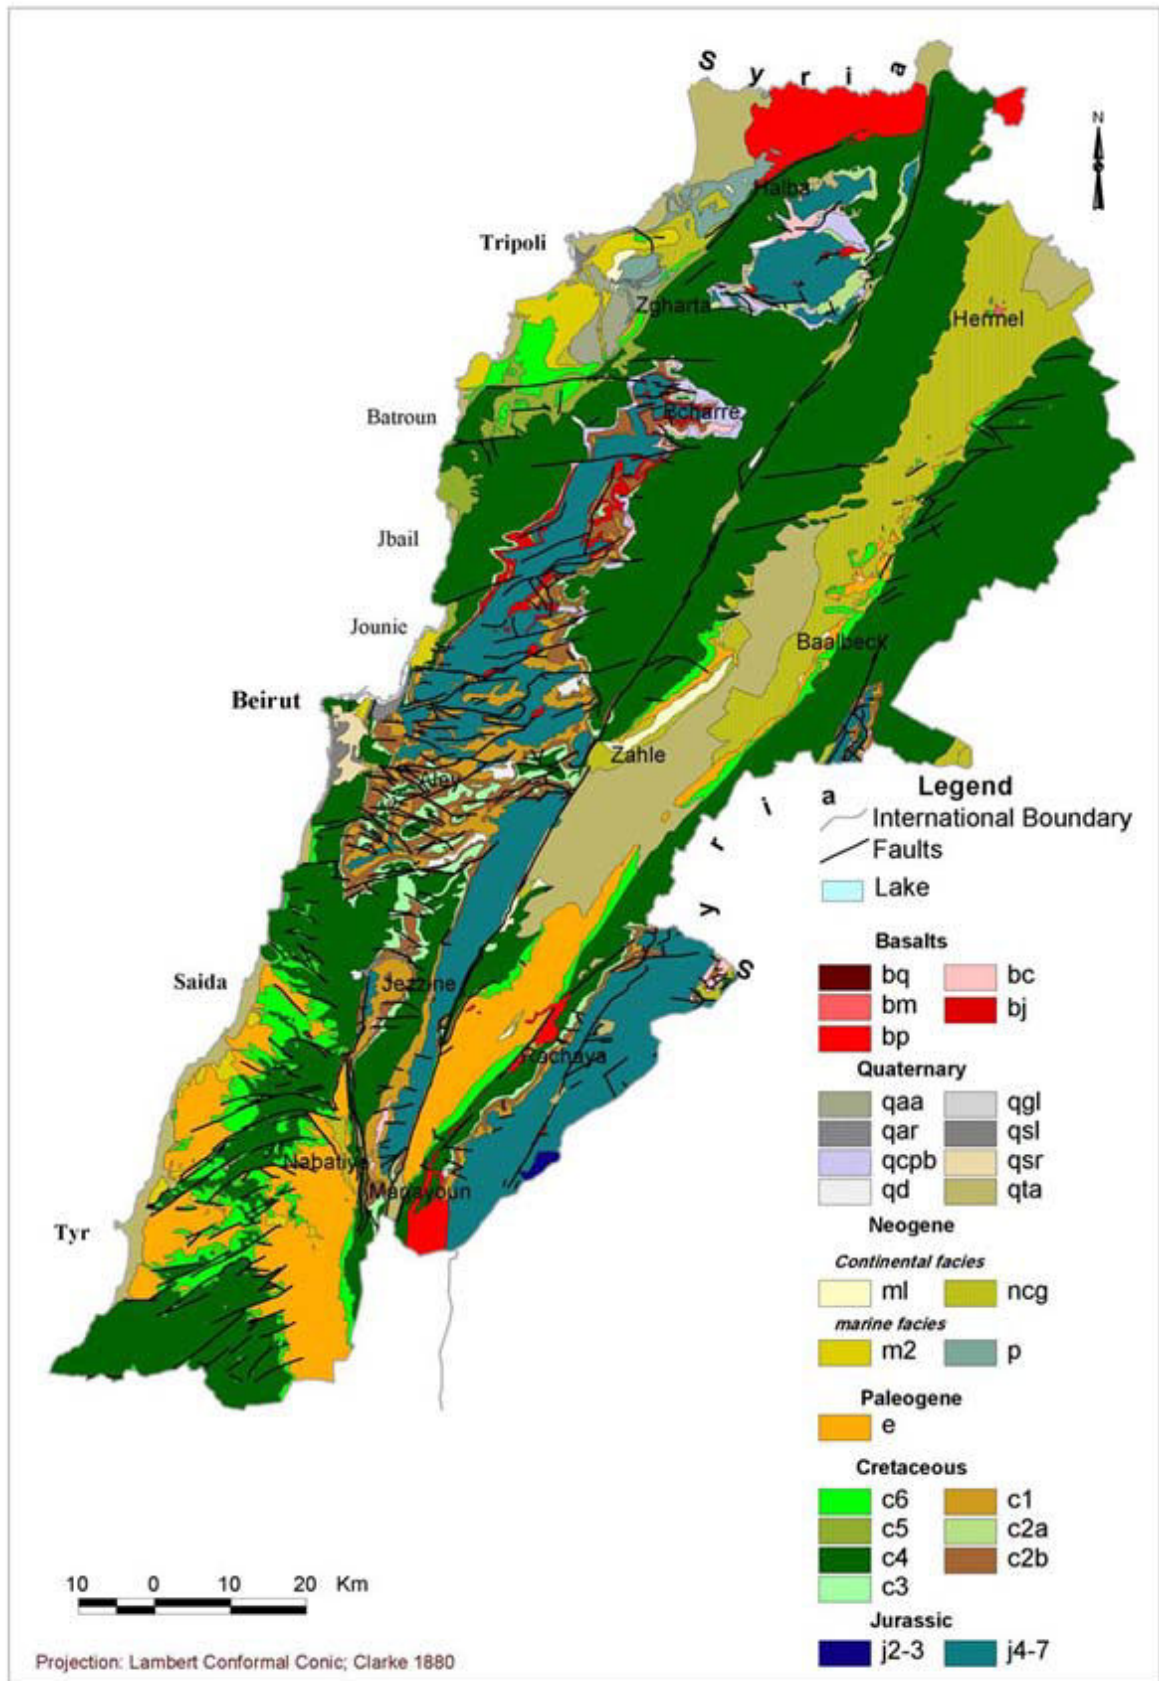 Syria
N
Halba
Tripoli
Zgharta
Hermel
Batroun
Bcharre
Jbail
Jounie
Baalbeck
Beirut
Zahle
Aley
Syria
Saida
Jezzine
Rachaya
Nabatiye
Marjayoun
Tyr
Legend
International Boundary
Faults
Lake
Basalts
bq bc
bm bj
bp
Quaternary
qaa qgl
qar qsl
qcpb qsr
qd qta
Neogene
Continental facies
ml ncg
marine facies
m2 p
Paleogene
e
Cretaceous
c6 c1
c5 c2a
c4 c2b
c3
Jurassic
j2-3 j4-7
10 0 10 20 Km
Projection: Lambert Conformal Conic; Clarke 1880